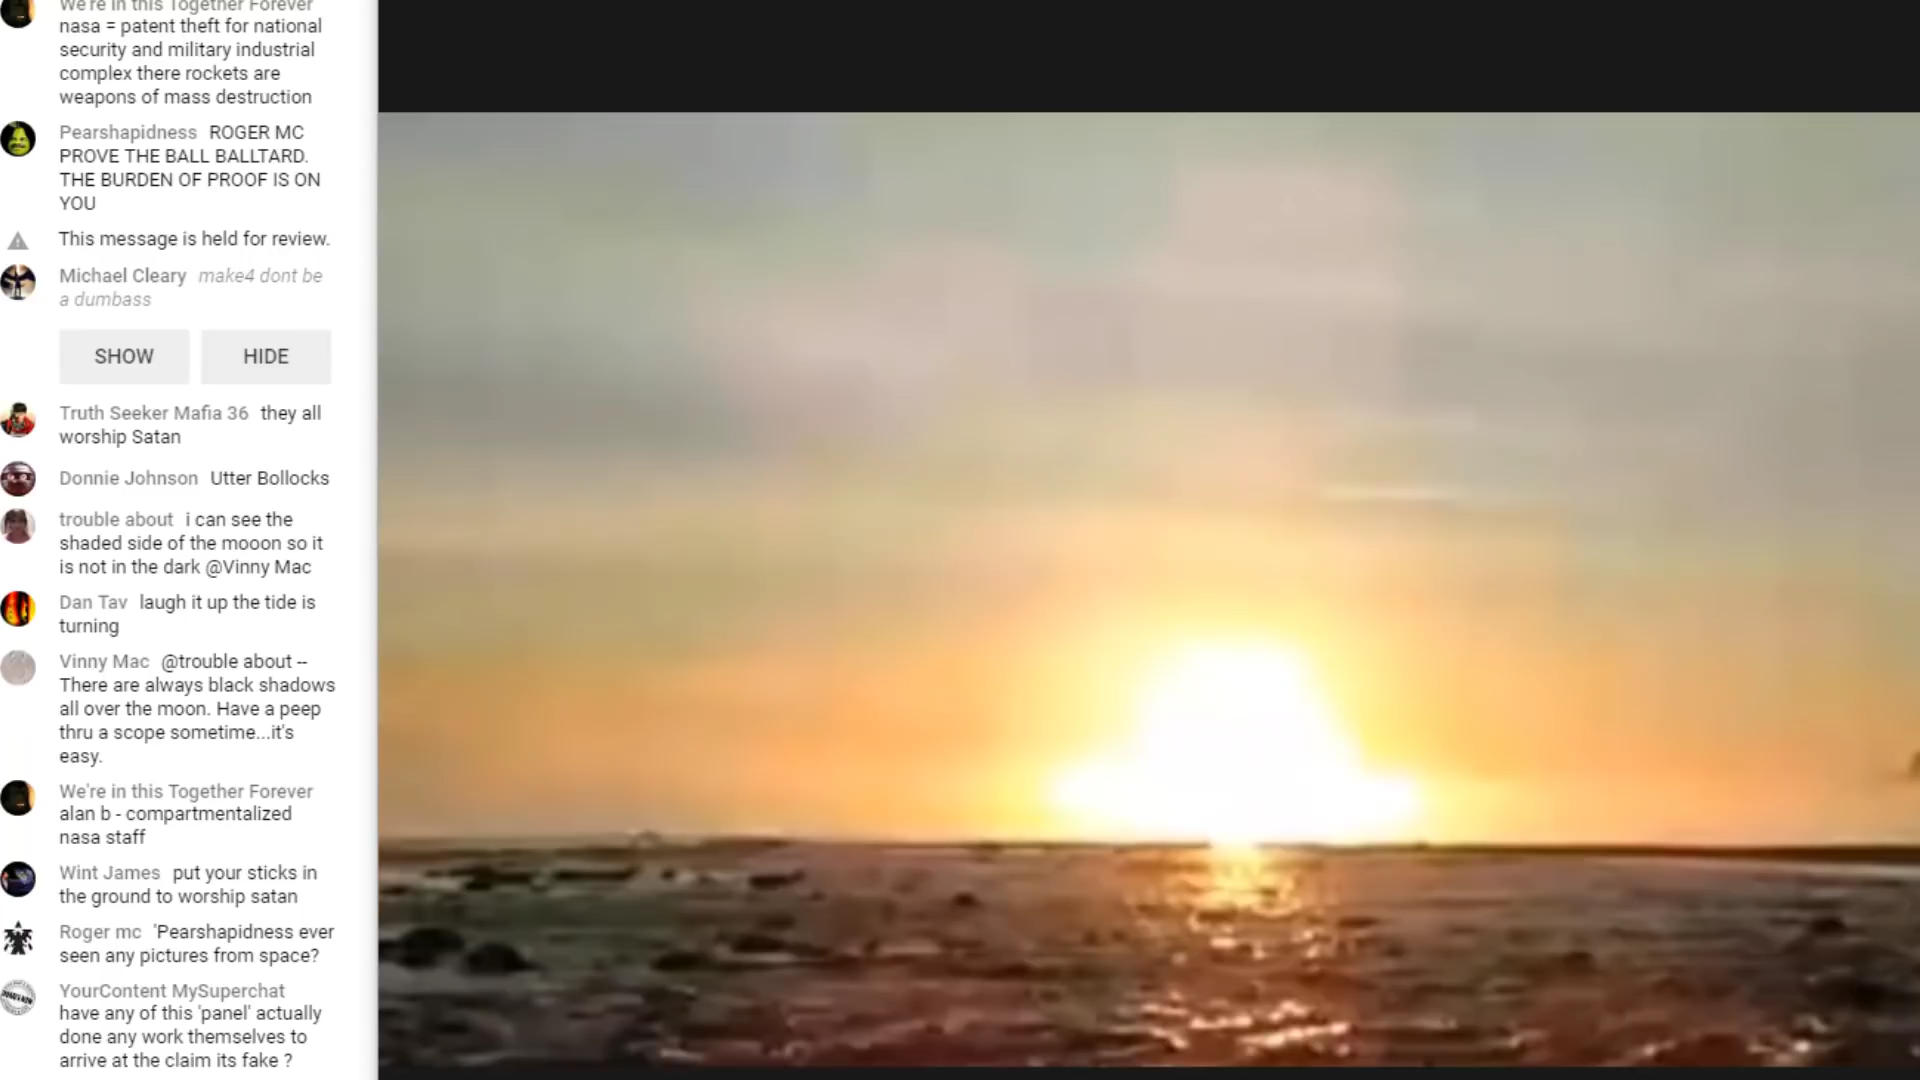 We're in this Together Forever
nasa = patent theft for national
security and military industrial
complex there rockets are
weapons of mass destruction
Pearshapidness ROGER MC
PROVE THE BALL BALLTARD.
THE BURDEN OF PROOF IS ON
YOU
This message is held for review.
Michael Cleary make4 dont be
a dumbass
SHOW HIDE
Truth Seeker Mafia 36 they all
worship Satan
Donnie Johnson Utter Bollocks
trouble about i can see the
shaded side of the mooon so it
is not in the dark @Vinny Mac
Dan Tav laugh it up the tide is
turning
Vinny Mac @trouble about --
There are always black shadows
all over the moon. Have a peep
thru a scope sometime...it's
easy.
We're in this Together Forever
alan b - compartmentalized
nasa staff
Wint James put your sticks in
the ground to worship satan
Roger mc 'Pearshapidness ever
seen any pictures from space?
YourContent MySuperchat
have any of this 'panel' actually
done any work themselves to
arrive at the claim its fake ?